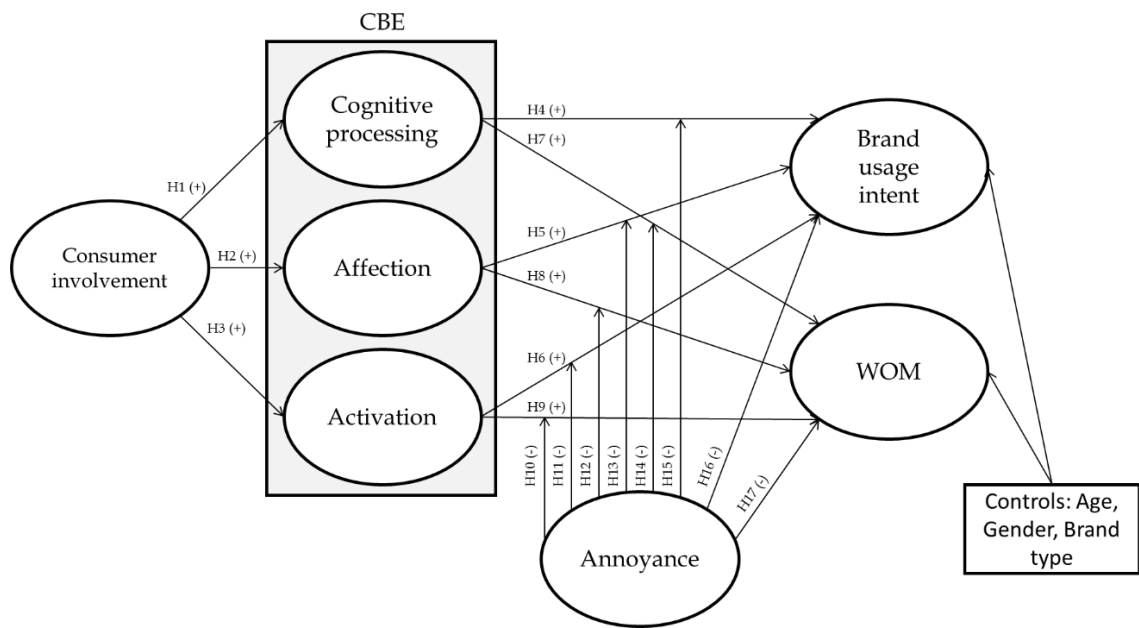 CBE
Cognitive
processing
H4 (+)
H7 (+)
Brand
usage
intent
H1 (+)
Consumer
involvement
H2 (+)
Affection
H5 (+)
H8 (+)
H3 (+)
Activation
H6 (+)
H9 (+)
WOM
H10 (-)
H11 (-)
H12 (-)
H13 (-)
H14 (-)
H15 (-)
H16 (-)
H17 (-)
Annoyance
Controls: Age,
Gender, Brand
type